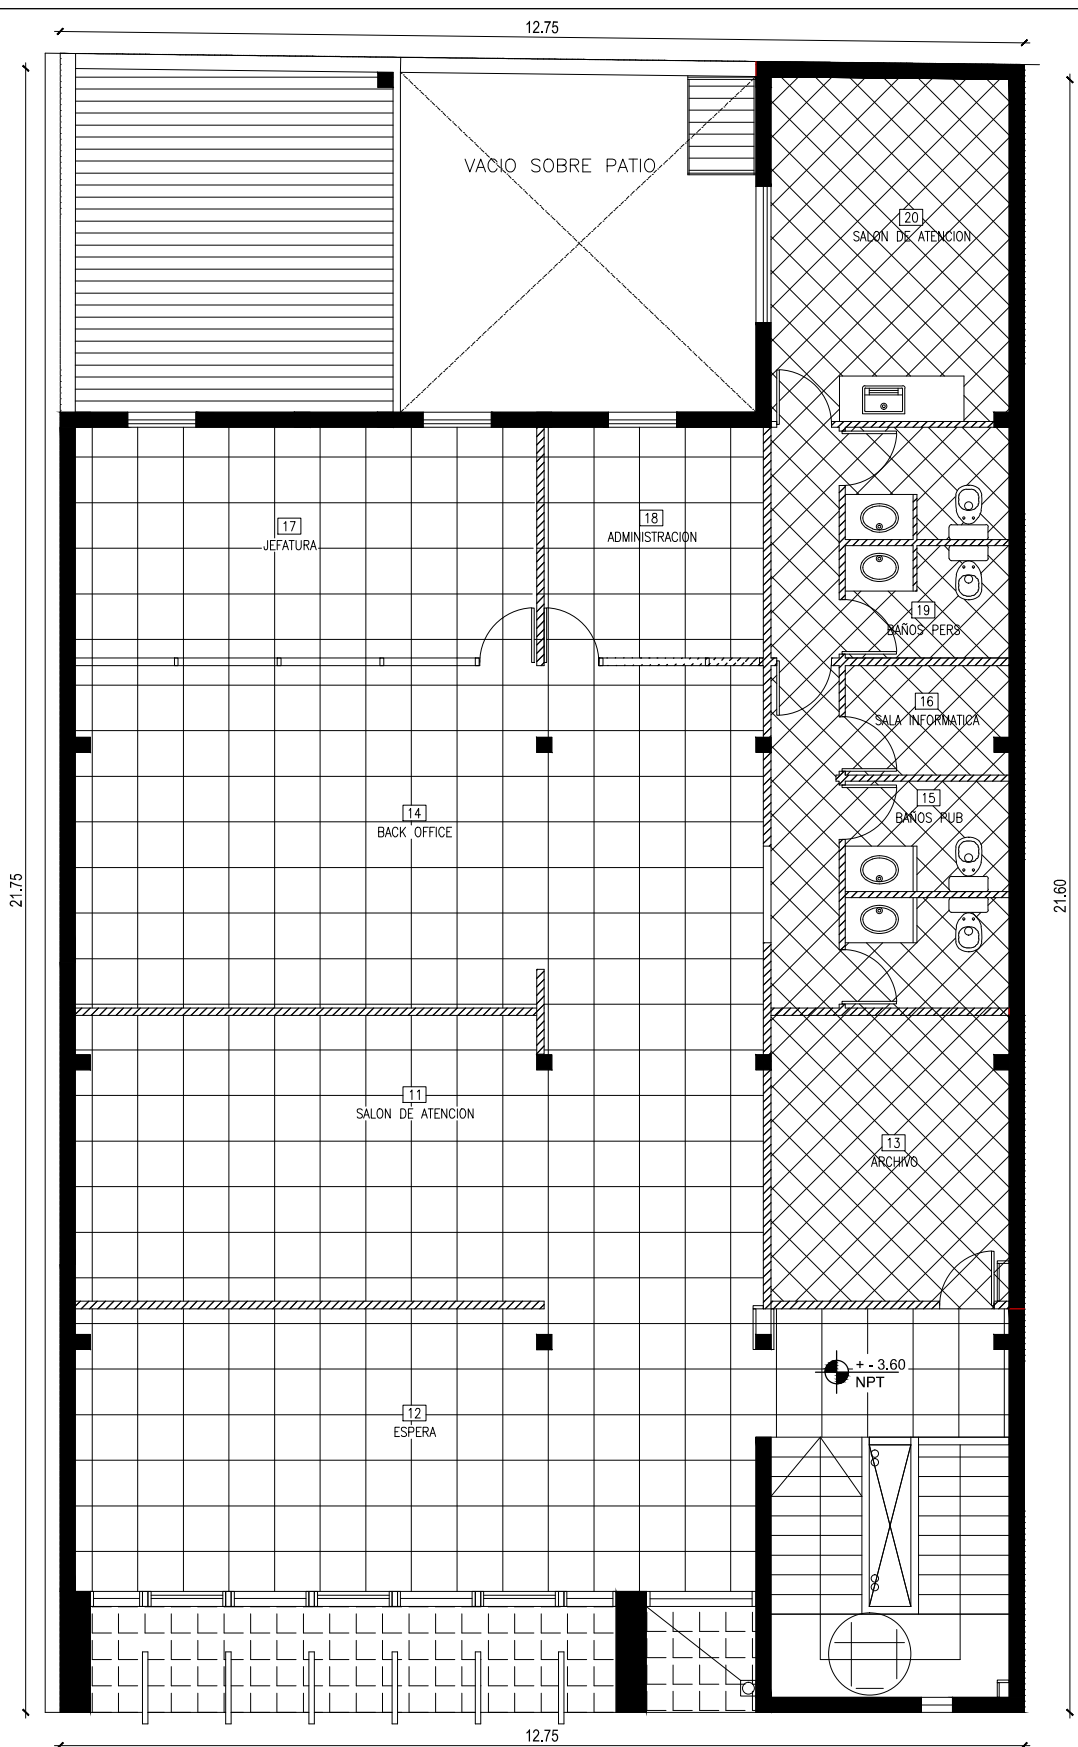 12.75
VACIO SOBRE PATIO
20
SALON DE ATENCION
17
JEFATURA
18
ADMINISTRACION
19
BAÑOS PERS
16
SALA INFORMATICA
15
BAÑOS PUB
14
BACK OFFICE
21.75
21.60
11
SALON DE ATENCION
13
ARCHIVO
+ - 3.60
NPT
12
ESPERA
12.75